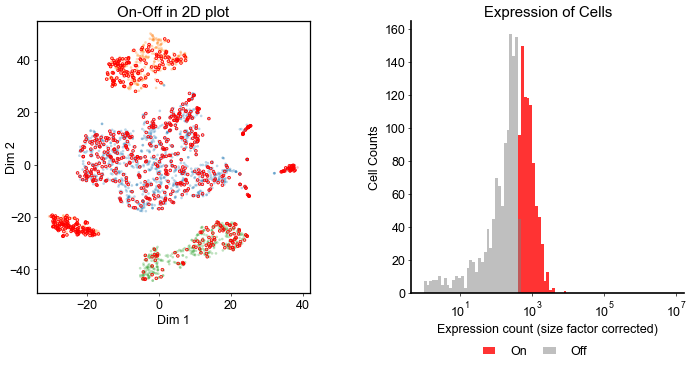 On-Off in 2D plot
Dim 2
40
20
0
−20
−40
−20
0
20
40
Dim 1
Expression of Cells
Cell Counts
160
140
120
100
80
60
40
20
0
10^1
10^3
10^5
10^7
Expression count (size factor corrected)
On
Off